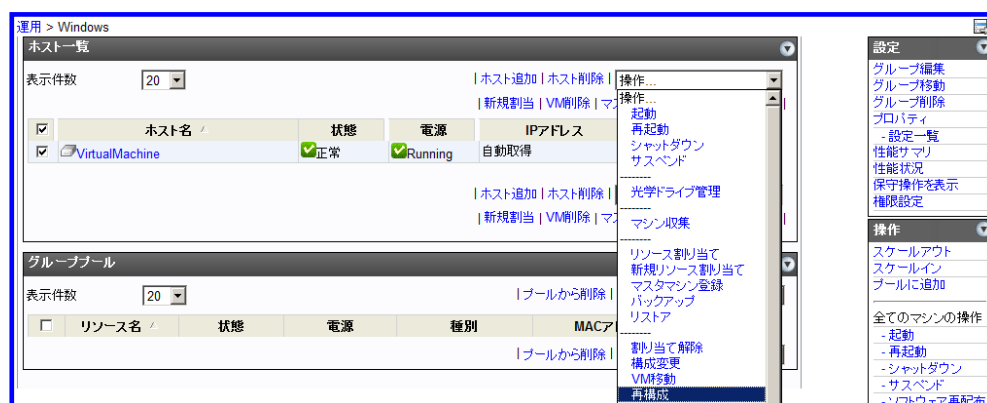 運用 > Windows
ホスト一覧
表示件数 20
| ホスト追加 | ホスト削除 | 操作...
| 新規割当 | VM削除 |
ホスト名 状態 電源 IPアドレス
VirtualMachine 正常 Running 自動取得
| ホスト追加 | ホスト削除 |
| 新規割当 | VM削除 |
グループプール
表示件数 20
| プールから削除 |
リソース名 状態 電源 種別
| プールから削除 |
操作...
起動
再起動
シャットダウン
サスペンド
--------
光学ドライブ管理
--------
マシン収集
--------
リソース割り当て
新規リソース割り当て
マスタマシン登録
バックアップ
リストア
--------
割り当て解除
構成変更
VM移動
再構成
設定
グループ編集
グループ移動
グループ削除
プロパティ
- 設定一覧
性能サマリ
性能状況
保守操作を表示
権限設定
操作
スケールアウト
スケールイン
プールに追加
全てのマシンの操作
- 起動
- 再起動
- シャットダウン
- サスペンド
- ソフトウェア再配布